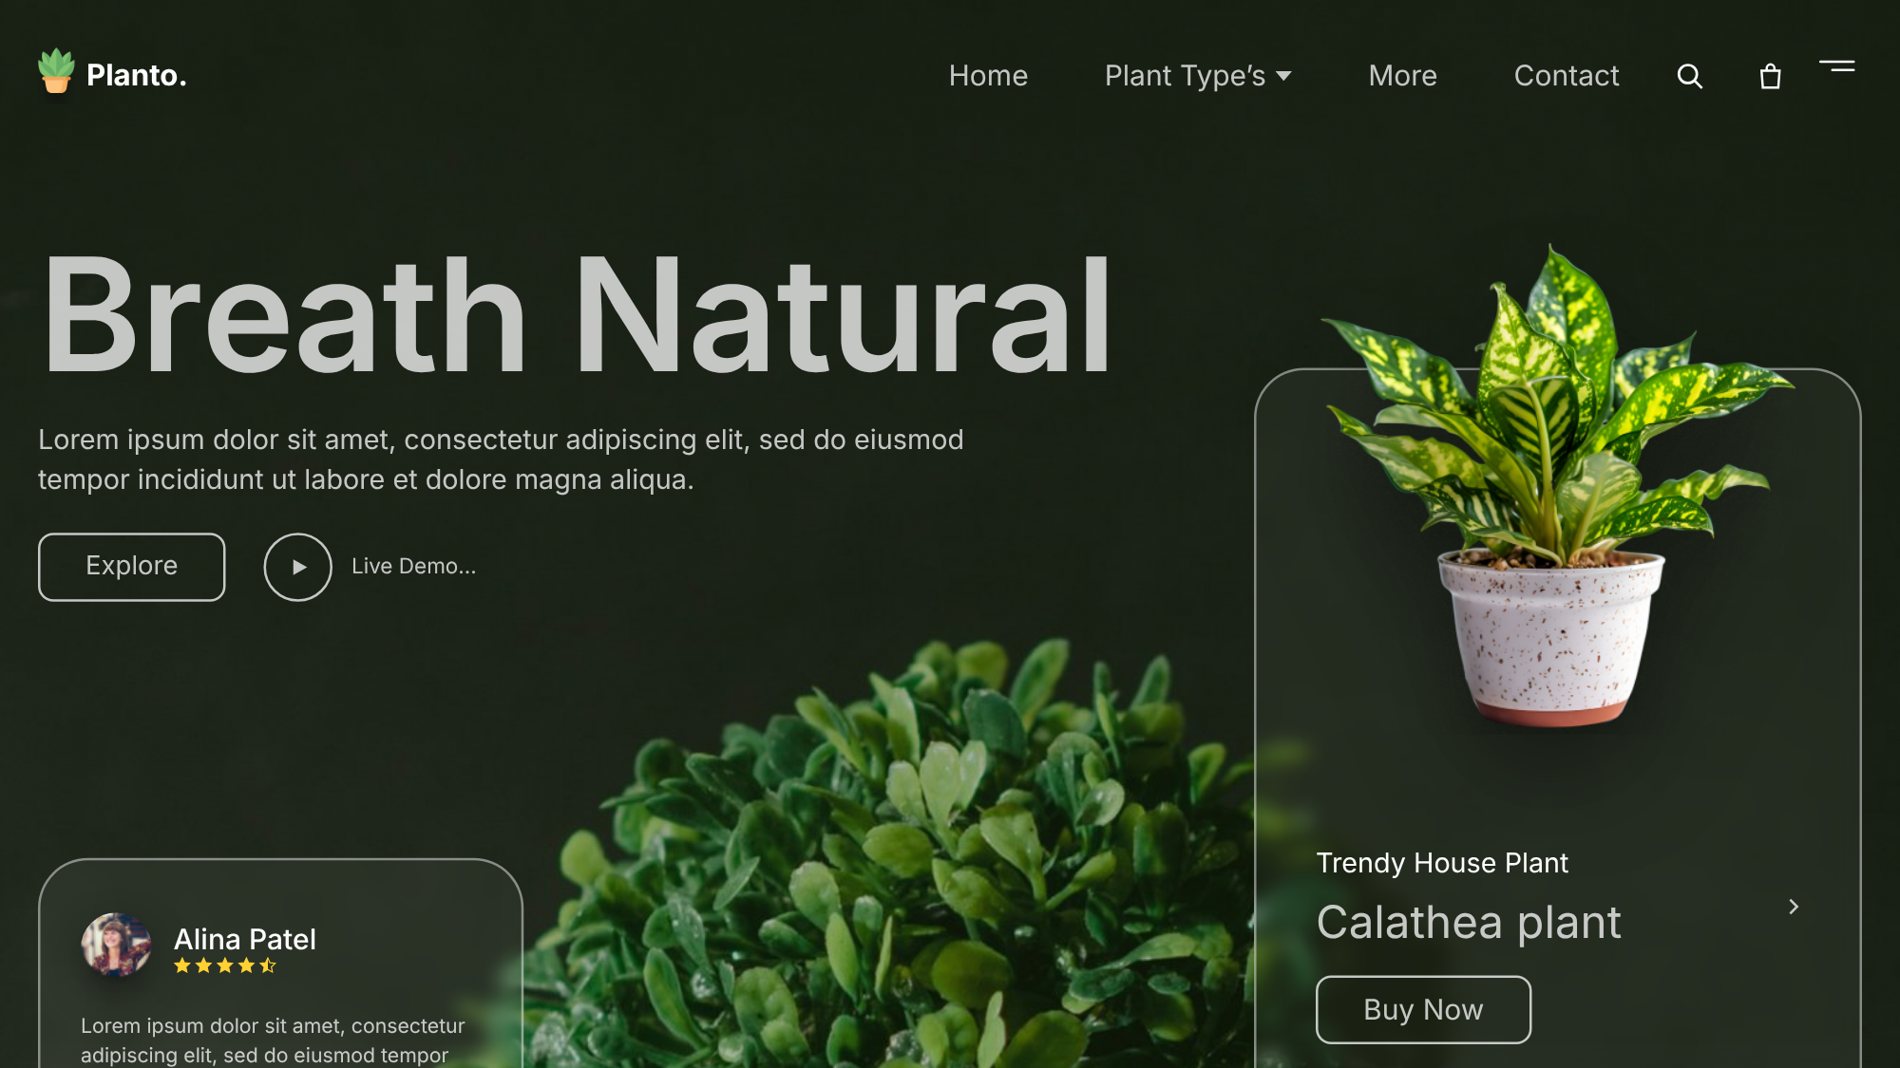 Planto.
Home
Plant Type’s
More
Contact
Breath Natural
Lorem ipsum dolor sit amet, consectetur adipiscing elit, sed do eiusmod
tempor incididunt ut labore et dolore magna aliqua.
Explore
Live Demo...
Trendy House Plant
Calathea plant
Buy Now
Alina Patel
Lorem ipsum dolor sit amet, consectetur
adipiscing elit, sed do eiusmod tempor